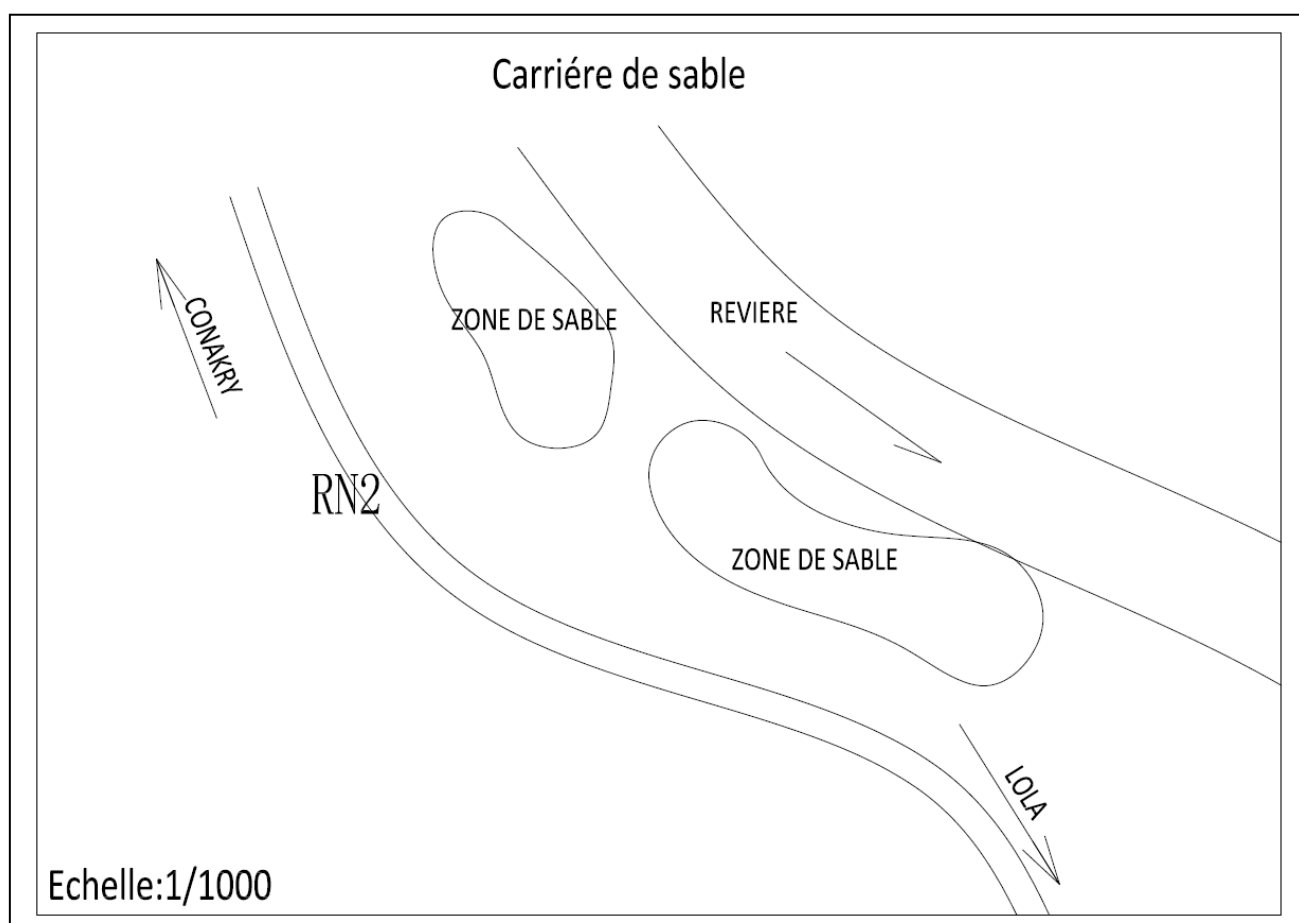 Carriére de sable
CONAKRY
ZONE DE SABLE
REVIERE
RN2
ZONE DE SABLE
LOLA
Echelle:1/1000